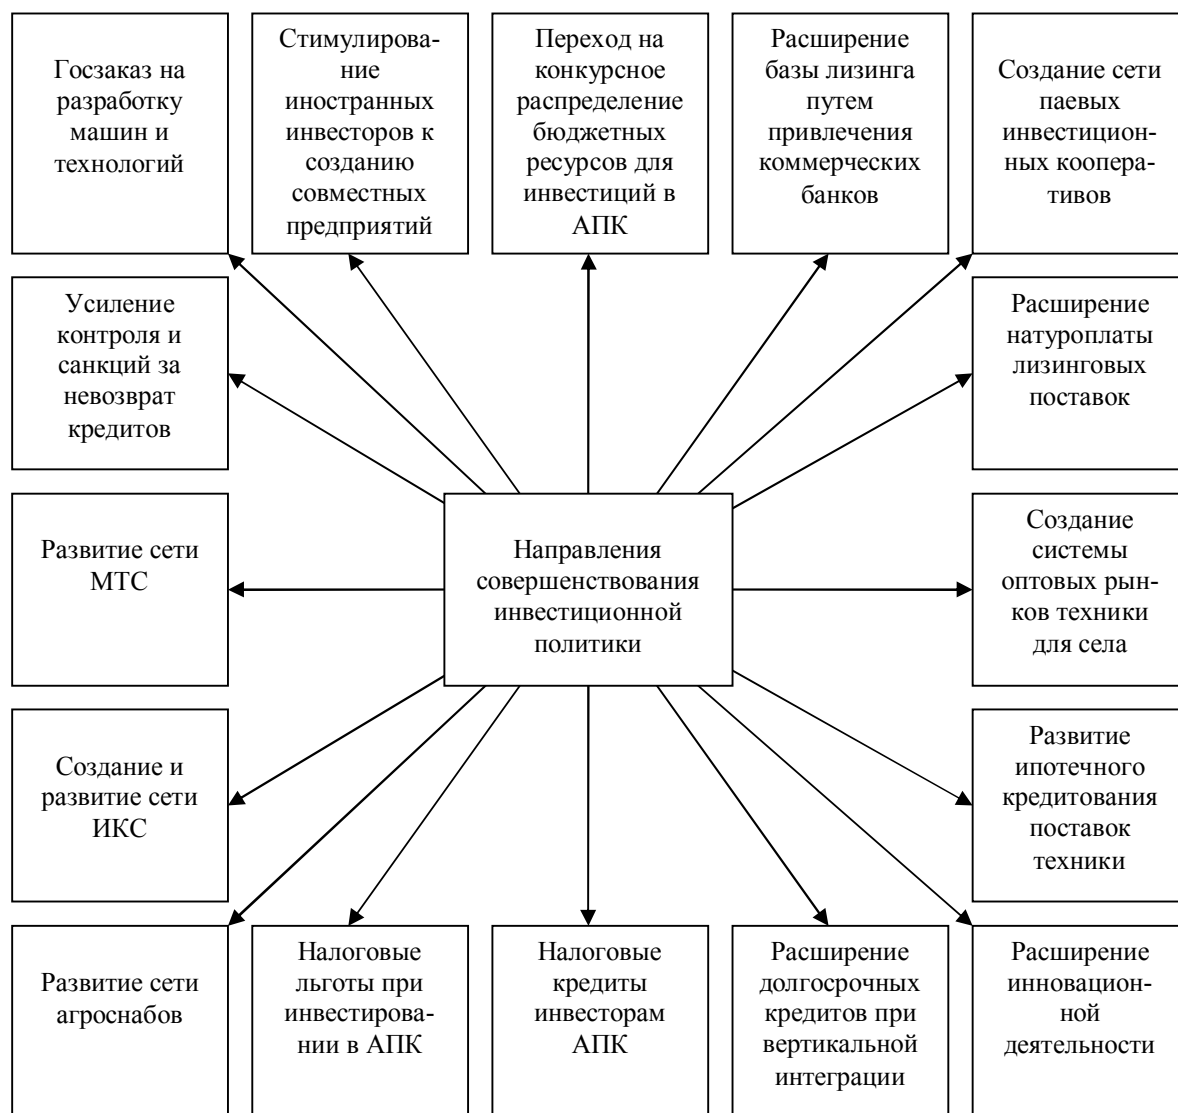 Госзаказ на
разработку
машин и
технологий
Стимулирова-
ние
иностранных
инвесторов к
созданию
совместных
предприятий
Переход на
конкурсное
распределение
бюджетных
ресурсов для
инвестиций в
АПК
Расширение
базы лизинга
путем
привлечения
коммерческих
банков
Создание сети
паевых
инвестицион-
ных коопера-
тивов
Усиление
контроля и
санкций за
невозврат
кредитов
Расширение
натуроплаты
лизинговых
поставок
Развитие сети
МТС
Направления
совершенствования
инвестиционной
политики
Создание
системы
оптовых рын-
ков техники
для села
Создание и
развитие сети
ИКС
Развитие
ипотечного
кредитования
поставок
техники
Развитие сети
агроснабов
Налоговые
льготы при
инвестирова-
нии в АПК
Налоговые
кредиты
инвесторам
АПК
Расширение
долгосрочных
кредитов при
вертикальной
интеграции
Расширение
инновацион-
ной
деятельности